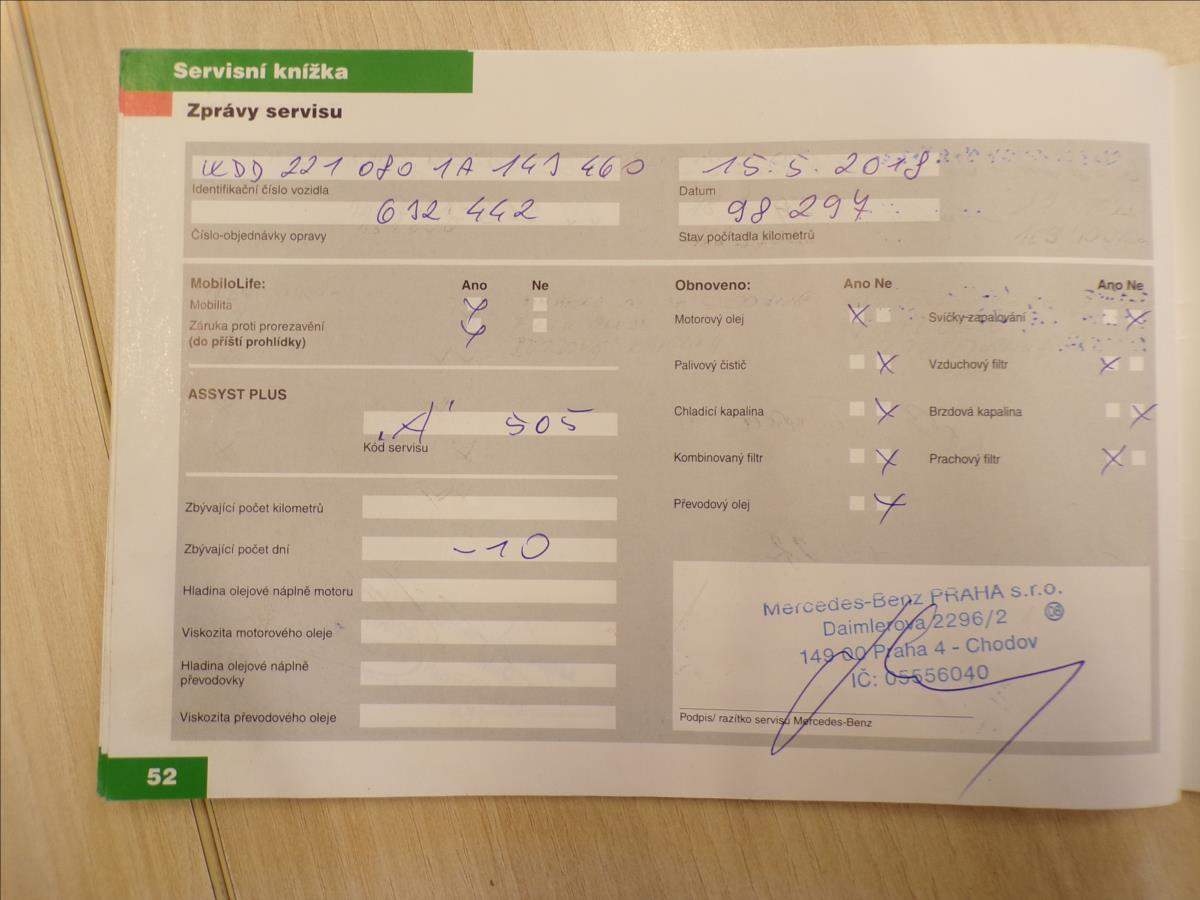 Servisní knížka
Zprávy servisu
WDD 221 080 1A 149 460
Identifikační číslo vozidla
15.5.2019
Datum
612 442
Číslo-objednávky opravy
98 297
Stav počítadla kilometrů
MobiloLife: Ano Ne
Mobilita
Záruka proti prorezavění
(do příští prohlídky)
ASSYST PLUS
"A" 505
Kód servisu
Zbývající počet kilometrů
Zbývající počet dní -10
Hladina olejové náplně motoru
Viskozita motorového oleje
Hladina olejové náplně
převodovky
Viskozita převodového oleje
Obnoveno: Ano Ne Ano Ne
Motorový olej Svíčky zapalování
Palivový čistič Vzduchový filtr
Chladicí kapalina Brzdová kapalina
Kombinovaný filtr Prachový filtr
Převodový olej
Mercedes-Benz PRAHA s.r.o.
Daimlerova 2296/2 08
149 00 Praha 4 - Chodov
IČ: 05556040
Podpis/ razítko servisu Mercedes-Benz
52